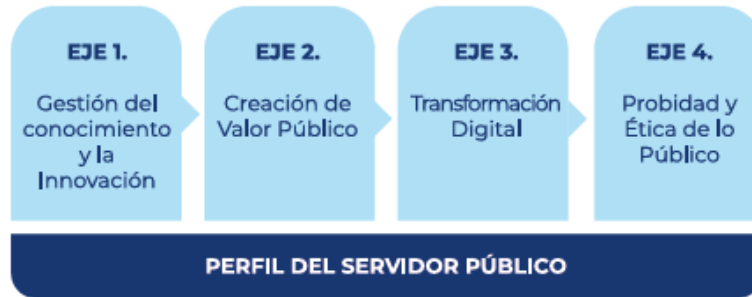 EJE 1.
Gestión del
conocimiento
y la
Innovación
EJE 2.
Creación de
Valor Público
EJE 3.
Transformación
Digital
EJE 4.
Probidad y
Ética de lo
Público
PERFIL DEL SERVIDOR PÚBLICO